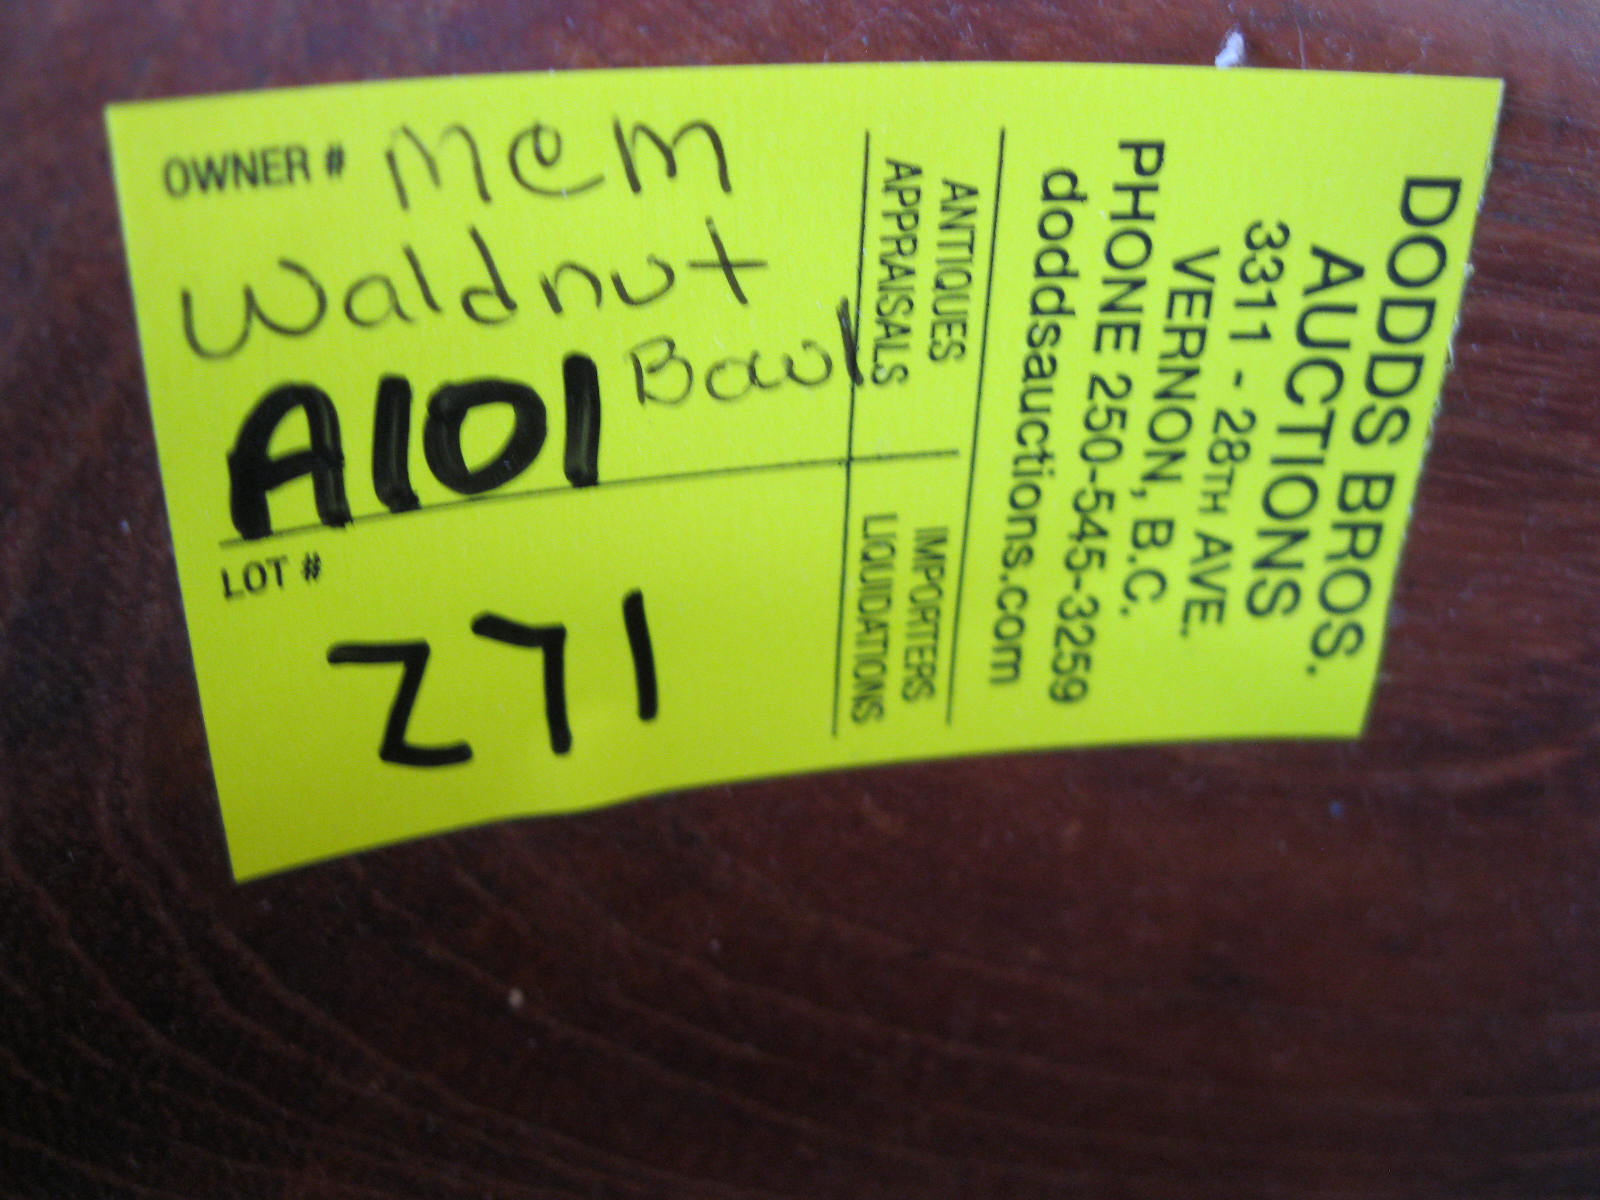 OWNER # MCM
Waldnut
Bowl
A101
LOT #
271
DODDS BROS.
AUCTIONS
3311 - 28TH AVE.
VERNON, B.C.
PHONE 250-545-3259
doddsauctions.com
ANTIQUES
APPRAISALS
IMPORTERS
LIQUIDATIONS